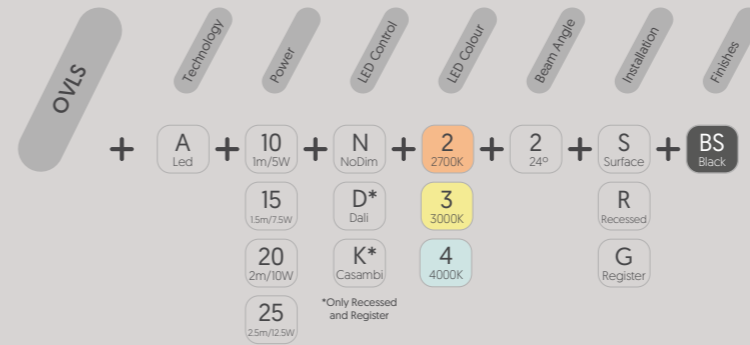 OVLS
Technology
Power
LED Control
LED Colour
Beam Angle
Installation
Finishes
+ A + 10 + N + 2 + 2 + S + BS
Led 1m/5W NoDim 2700K 24º Surface Black
15 D* 3 R
1.5m/7.5W Dali 3000K Recessed
20 K* 4 G
2m/10W Casambi 4000K Register
*Only Recessed
and Register
25
2.5m/12.5W